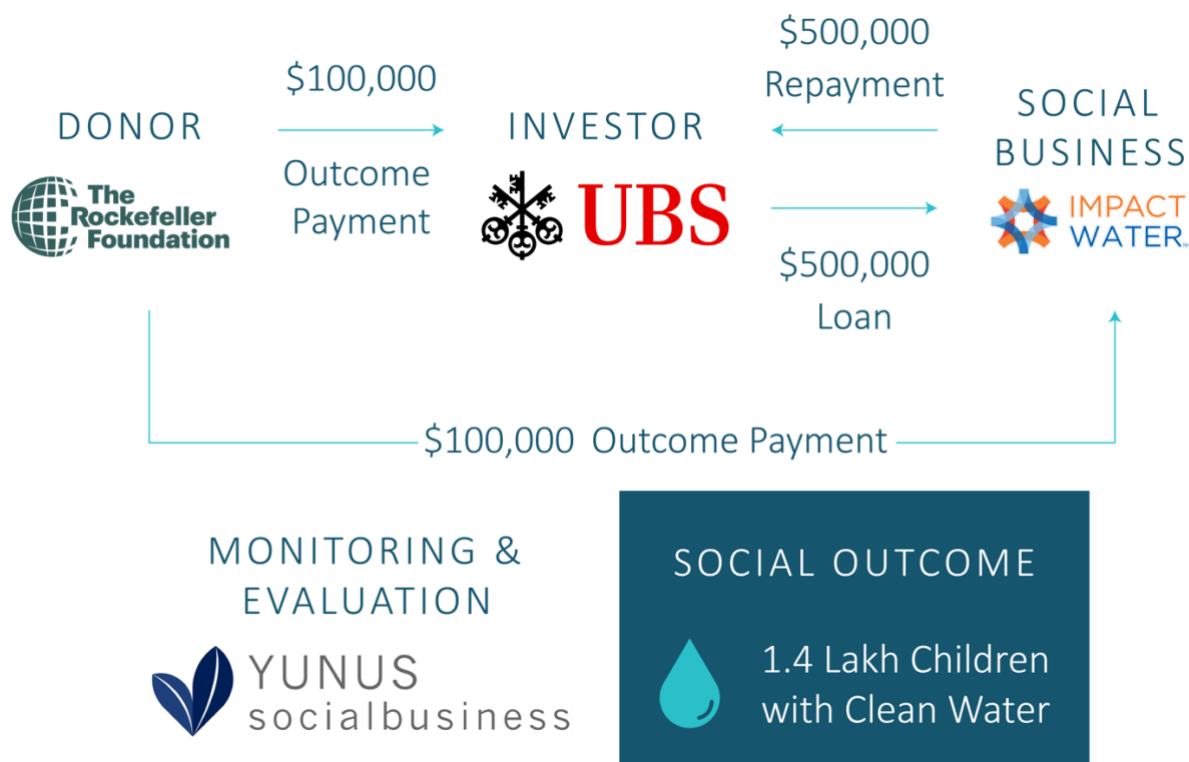 DONOR
The
Rockefeller
Foundation
$100,000
Outcome
Payment
INVESTOR
UBS
$500,000
Repayment
$500,000
Loan
SOCIAL
BUSINESS
IMPACT
WATER™
$100,000 Outcome Payment
MONITORING &
EVALUATION
YUNUS
socialbusiness
SOCIAL OUTCOME
1.4 Lakh Children
with Clean Water